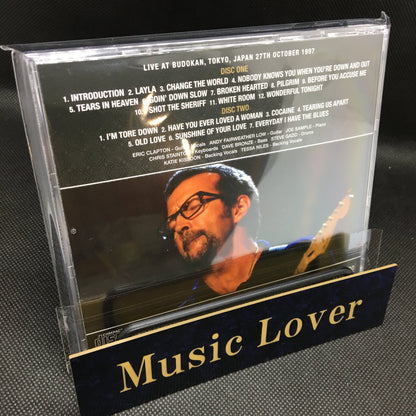 LIVE AT BUDOKAN, TOKYO, JAPAN 27TH OCTOBER 1997
DISC ONE
1. INTRODUCTION 2. LAYLA 3. CHANGE THE WORLD 4. NOBODY KNOWS YOU WHEN YOU'RE DOWN AND OUT
5. TEARS IN HEAVEN 6. GOIN' DOWN SLOW 7. BROKEN HEARTED 8. PILGRIM 9. BEFORE YOU ACCUSE ME
SHOT THE SHERIFF 11. WHITE ROOM 12. WONDERFUL TONIGHT
DISC TWO
1. I'M TORE DOWN 2. HAVE YOU EVER LOVED A WOMAN 3. COCAINE 4. TEARING US APART
5. OLD LOVE 6. SUNSHINE OF YOUR LOVE 7. EVERYDAY I HAVE THE BLUES
ERIC CLAPTON - Guitar, Vocals ANDY FAIRWEATHER LOW - Guitar JOE SAMPLE - Piano
CHRIS STAINTON - Keyboards DAVE BRONZE - Bass STEVE GADD - Drums
KATIE KISSOON - Backing Vocals TESSA NILES - Backing Vocals
Music Lover